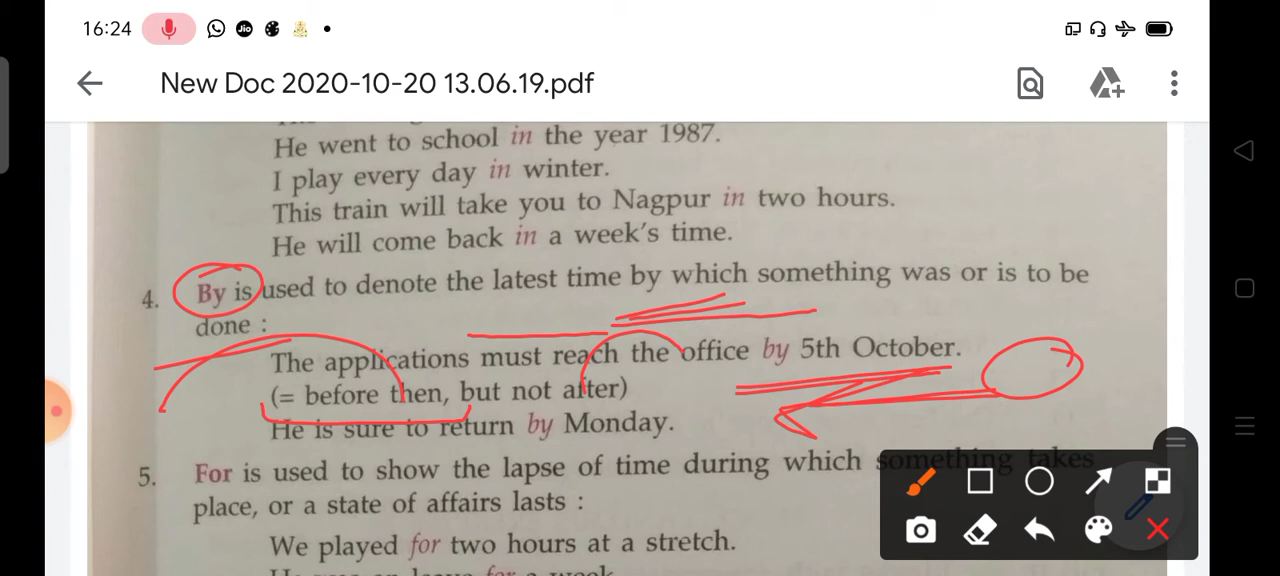 16:24
New Doc 2020-10-20 13.06.19.pdf
He went to school in the year 1987.
I play every day in winter.
This train will take you to Nagpur in two hours.
He will come back in a week's time.
4. By is used to denote the latest time by which something was or is to be
done :
The applications must reach the office by 5th October.
(= before then, but not after)
He is sure to return by Monday.
5. For is used to show the lapse of time during which something takes
place, or a state of affairs lasts :
We played for two hours at a stretch.
for a week